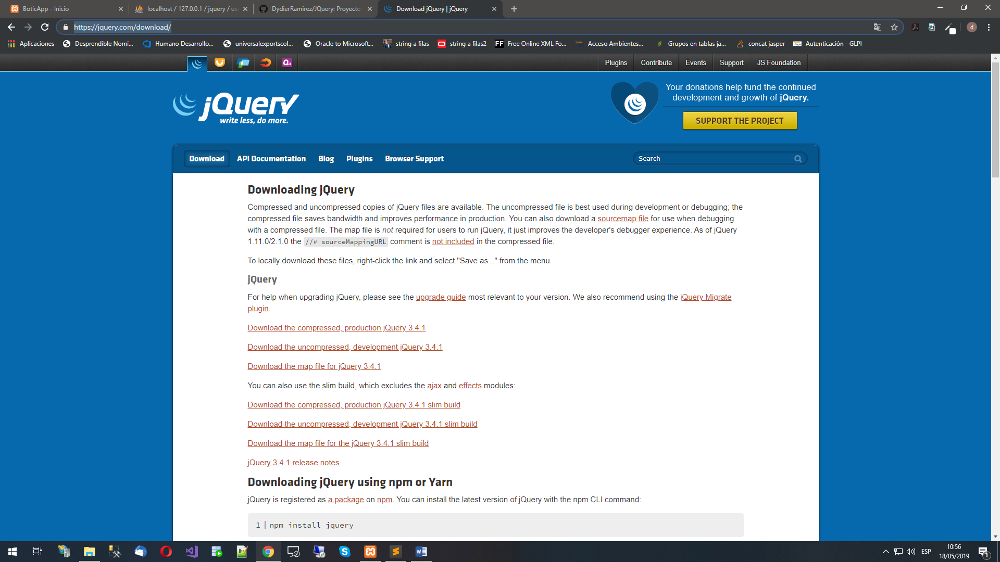 BoticApp - Inicio
localhost / 127.0.0.1 / jquery / us
DydierRamirez/JQuery: Proyecto
Download jQuery | jQuery
https://jquery.com/download/
d
Aplicaciones
Desprendible Nomi...
Humano Desarrollo...
universalexportscol...
Oracle to Microsoft...
string a filas
string a filas2
FF Free Online XML Fo...
Acceso Ambientes...
Grupos en tablas ja...
concat jasper
Autenticación - GLPI
Qu
Plugins
Contribute
Events
Support
JS Foundation
jQuery
write less, do more.
Your donations help fund the continued
development and growth of jQuery.
SUPPORT THE PROJECT
Download
API Documentation
Blog
Plugins
Browser Support
Search
Downloading jQuery
Compressed and uncompressed copies of jQuery files are available. The uncompressed file is best used during development or debugging; the
compressed file saves bandwidth and improves performance in production. You can also download a sourcemap file for use when debugging
with a compressed file. The map file is not required for users to run jQuery, it just improves the developer's debugger experience. As of jQuery
1.11.0/2.1.0 the //# sourceMappingURL comment is not included in the compressed file.
To locally download these files, right-click the link and select "Save as..." from the menu.
jQuery
For help when upgrading jQuery, please see the upgrade guide most relevant to your version. We also recommend using the jQuery Migrate
plugin.
Download the compressed, production jQuery 3.4.1
Download the uncompressed, development jQuery 3.4.1
Download the map file for jQuery 3.4.1
You can also use the slim build, which excludes the ajax and effects modules:
Download the compressed, production jQuery 3.4.1 slim build
Download the uncompressed, development jQuery 3.4.1 slim build
Download the map file for the jQuery 3.4.1 slim build
jQuery 3.4.1 release notes
Downloading jQuery using npm or Yarn
jQuery is registered as a package on npm. You can install the latest version of jQuery with the npm CLI command:
1 npm install jquery
ESP
10:56
18/05/2019
1